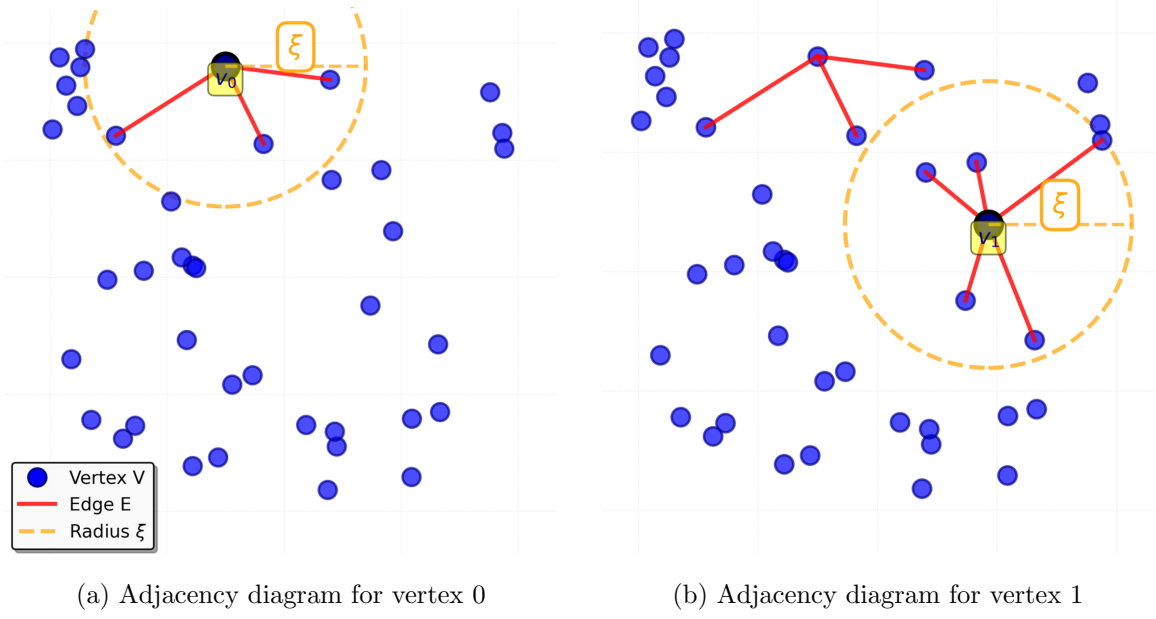 ξ
V₀
ξ
V₁
Vertex V
Edge E
Radius ξ
(a) Adjacency diagram for vertex 0
(b) Adjacency diagram for vertex 1